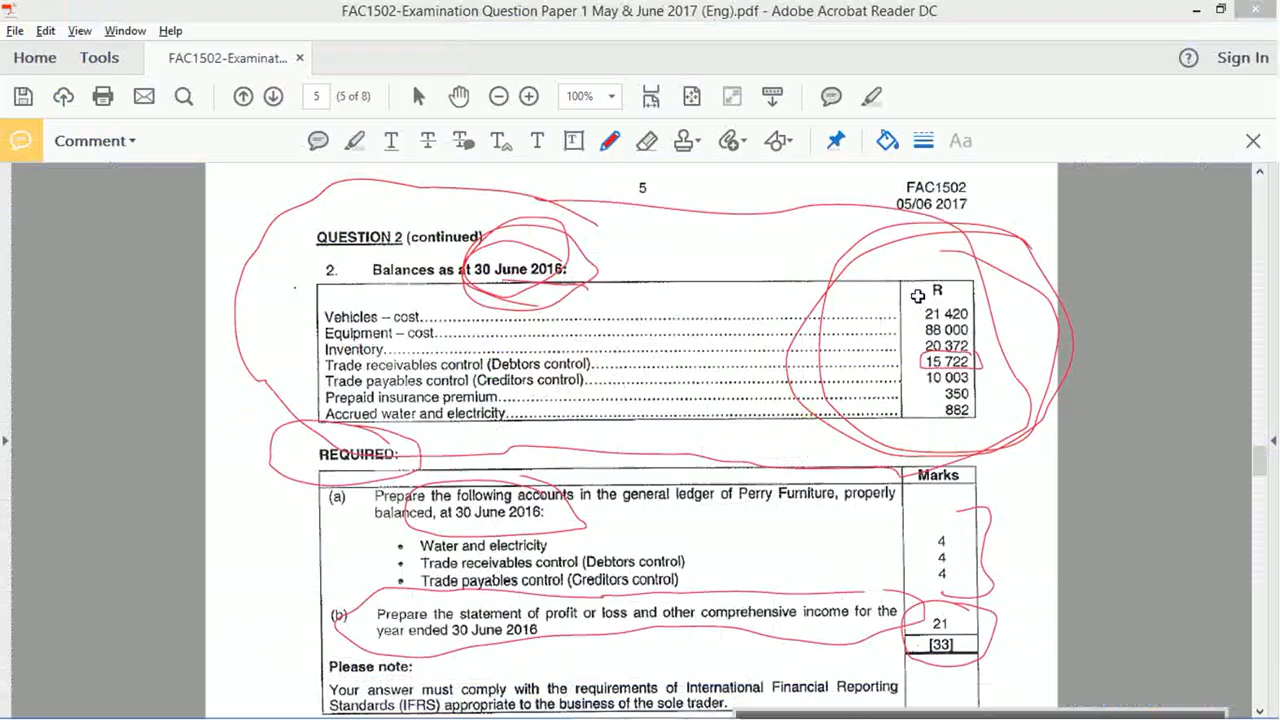 FAC1502-Examination Question Paper 1 May & June 2017 (Eng).pdf - Adobe Acrobat Reader DC
File Edit View Window Help
Home Tools FAC1502-Examinat... × Sign In
5 (5 of 8) 100%
Comment
5 FAC1502
05/06 2017
QUESTION 2 (continued)
2. Balances as at 30 June 2016:
R
Vehicles – cost 21 420
Equipment – cost 88 000
Inventory 20 372
Trade receivables control (Debtors control) 15 722
Trade payables control (Creditors control) 10 003
Prepaid insurance premium 350
Accrued water and electricity 882
REQUIRED:
Marks
(a) Prepare the following accounts in the general ledger of Perry Furniture, properly
balanced, at 30 June 2016:
• Water and electricity 4
• Trade receivables control (Debtors control) 4
• Trade payables control (Creditors control) 4
(b) Prepare the statement of profit or loss and other comprehensive income for the
year ended 30 June 2016 21
[33]
Please note:
Your answer must comply with the requirements of International Financial Reporting
Standards (IFRS) appropriate to the business of the sole trader.